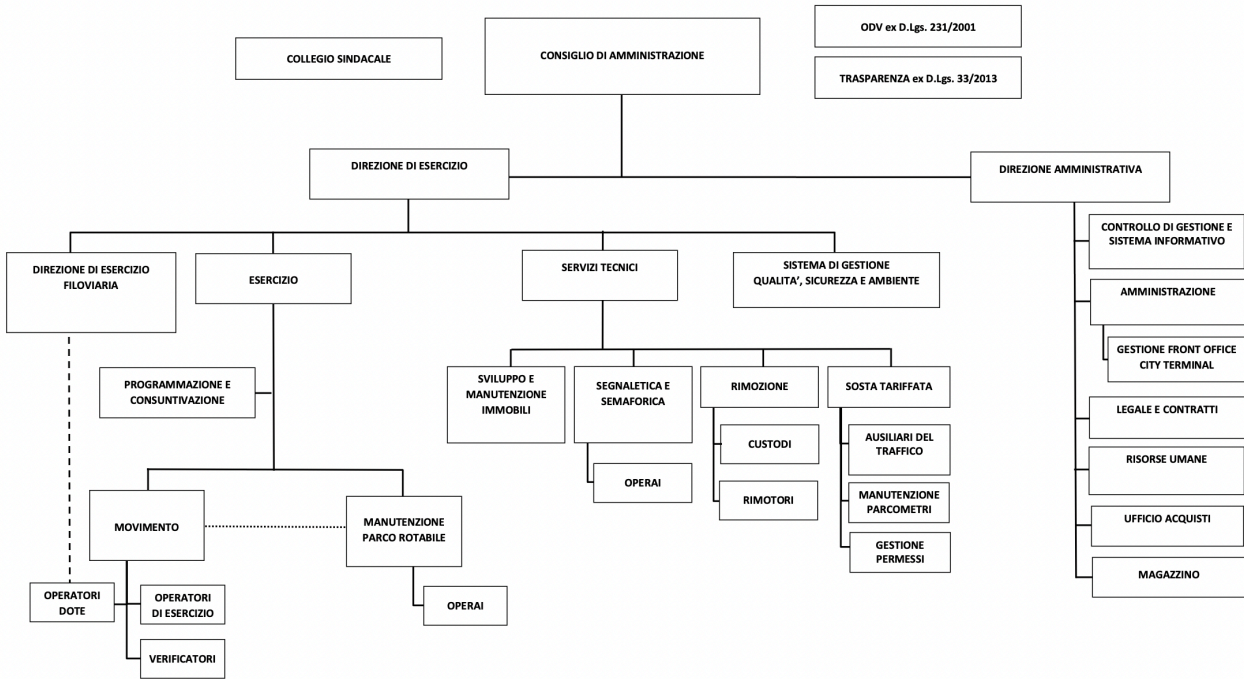 COLLEGIO SINDACALE
CONSIGLIO DI AMMINISTRAZIONE
ODV ex D.Lgs. 231/2001
TRASPARENZA ex D.Lgs. 33/2013
DIREZIONE DI ESERCIZIO
DIREZIONE AMMINISTRATIVA
DIREZIONE DI ESERCIZIO
FILOVIARIA
ESERCIZIO
SERVIZI TECNICI
SISTEMA DI GESTIONE
QUALITA’, SICUREZZA E AMBIENTE
CONTROLLO DI GESTIONE E
SISTEMA INFORMATIVO
AMMINISTRAZIONE
GESTIONE FRONT OFFICE
CITY TERMINAL
LEGALE E CONTRATTI
RISORSE UMANE
UFFICIO ACQUISTI
MAGAZZINO
PROGRAMMAZIONE E
CONSUNTIVAZIONE
SVILUPPO E
MANUTENZIONE
IMMOBILI
SEGNALETICA E
SEMAFORICA
OPERAI
RIMOZIONE
CUSTODI
RIMOTORI
SOSTA TARIFFATA
AUSILIARI DEL
TRAFFICO
MANUTENZIONE
PARCOMETRI
GESTIONE
PERMESSI
MOVIMENTO
MANUTENZIONE
PARCO ROTABILE
OPERATORI
DOTE
OPERATORI
DI ESERCIZIO
VERIFICATORI
OPERAI